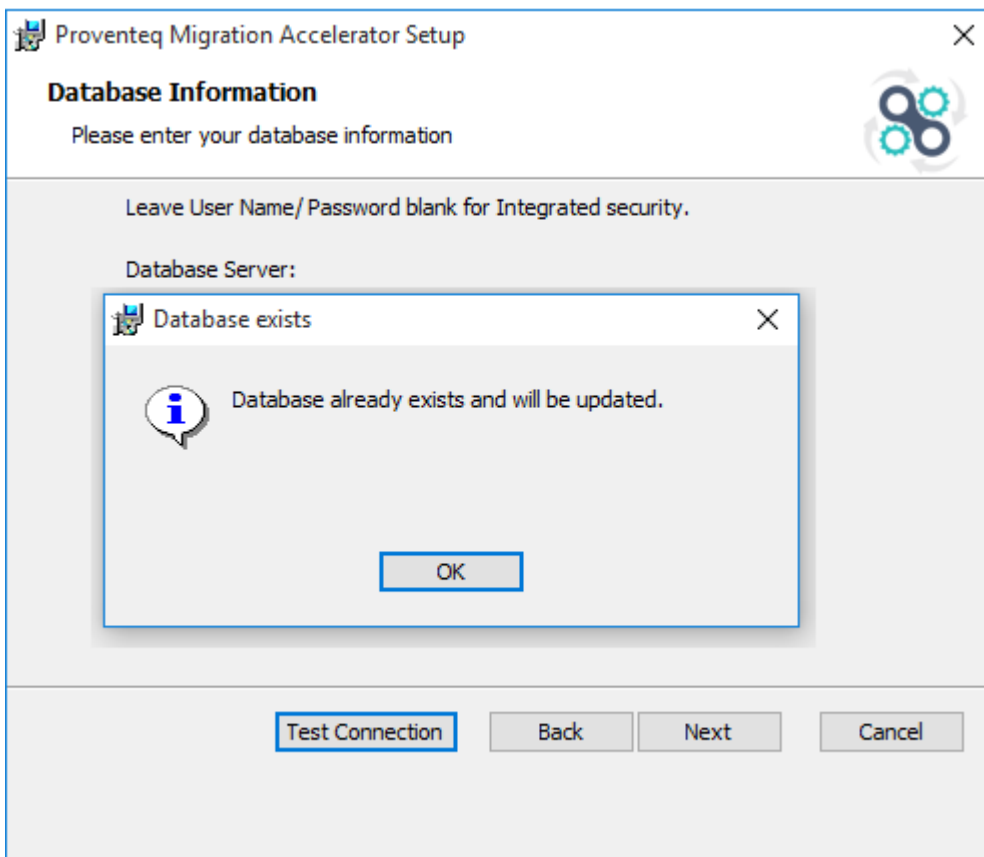 Proventeq Migration Accelerator Setup
Database Information
Please enter your database information
Leave User Name/ Password blank for Integrated security.
Database Server:
Database exists
Database already exists and will be updated.
OK
Test Connection Back Next Cancel